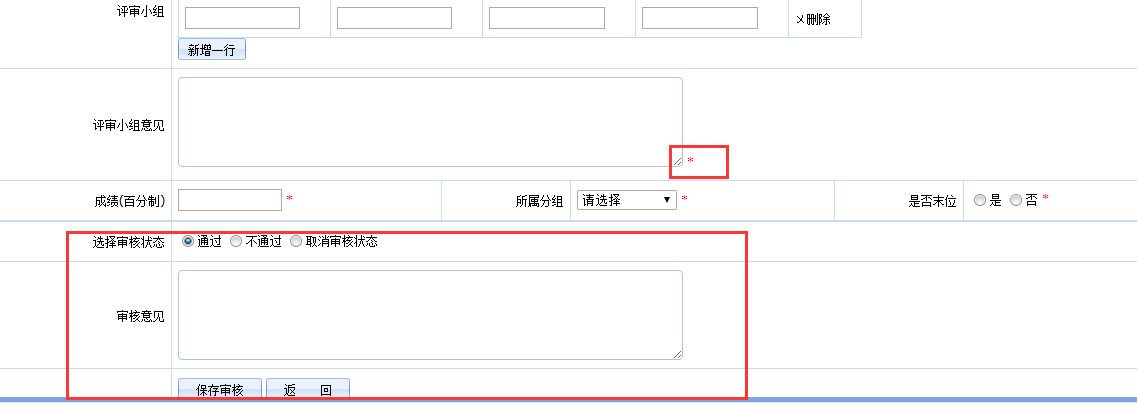 评审小组
删除
新增一行
评审小组意见
*
成绩(百分制) * 所属分组 请选择 * 是否末位 是 否 *
选择审核状态 通过 不通过 取消审核状态
审核意见
保存审核 返 回